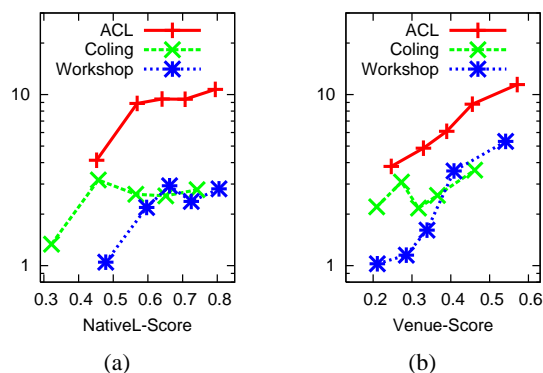 ACL
Coling
Workshop
10
1
0.3 0.4 0.5 0.6 0.7 0.8
NativeL-Score
(a)
ACL
Coling
Workshop
10
1
0.2 0.3 0.4 0.5 0.6
Venue-Score
(b)